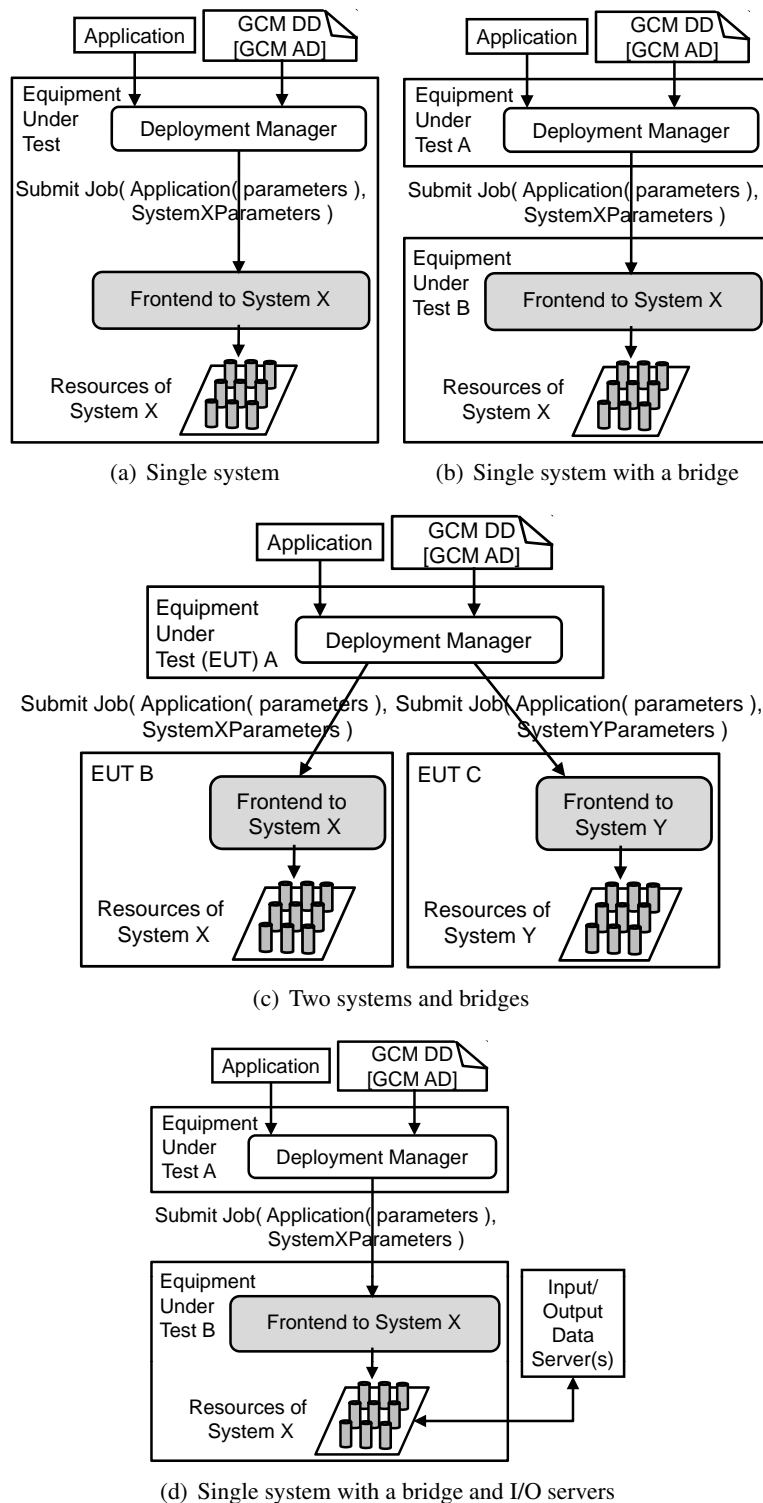 Application
GCM DD
[GCM AD]
Equipment
Under
Test
Deployment Manager
Submit Job( Application( parameters ),
SystemXParameters )
Frontend to System X
Resources of
System X
(a) Single system
Application
GCM DD
[GCM AD]
Equipment
Under
Test A
Deployment Manager
Submit Job( Application( parameters ),
SystemXParameters )
Equipment
Under
Test B
Frontend to System X
Resources of
System X
(b) Single system with a bridge
Application
GCM DD
[GCM AD]
Equipment
Under
Test (EUT) A
Deployment Manager
Submit Job( Application( parameters ),
SystemXParameters )
Submit Job( Application( parameters ),
SystemYParameters )
EUT B
Frontend to
System X
Resources of
System X
EUT C
Frontend to
System Y
Resources of
System Y
(c) Two systems and bridges
Application
GCM DD
[GCM AD]
Equipment
Under
Test A
Deployment Manager
Submit Job( Application( parameters ),
SystemXParameters )
Equipment
Under
Test B
Frontend to System X
Resources of
System X
Input/
Output
Data
Server(s)
(d) Single system with a bridge and I/O servers